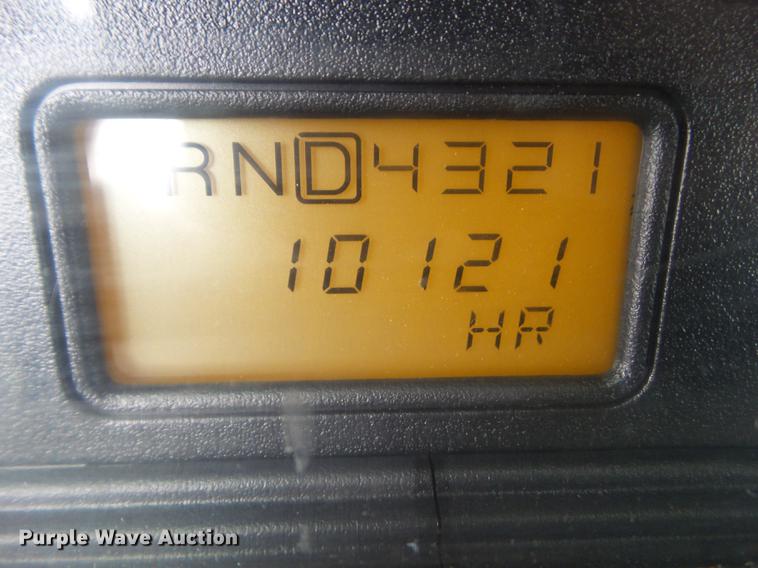 RND4321
10121
HR
Purple Wave Auction®